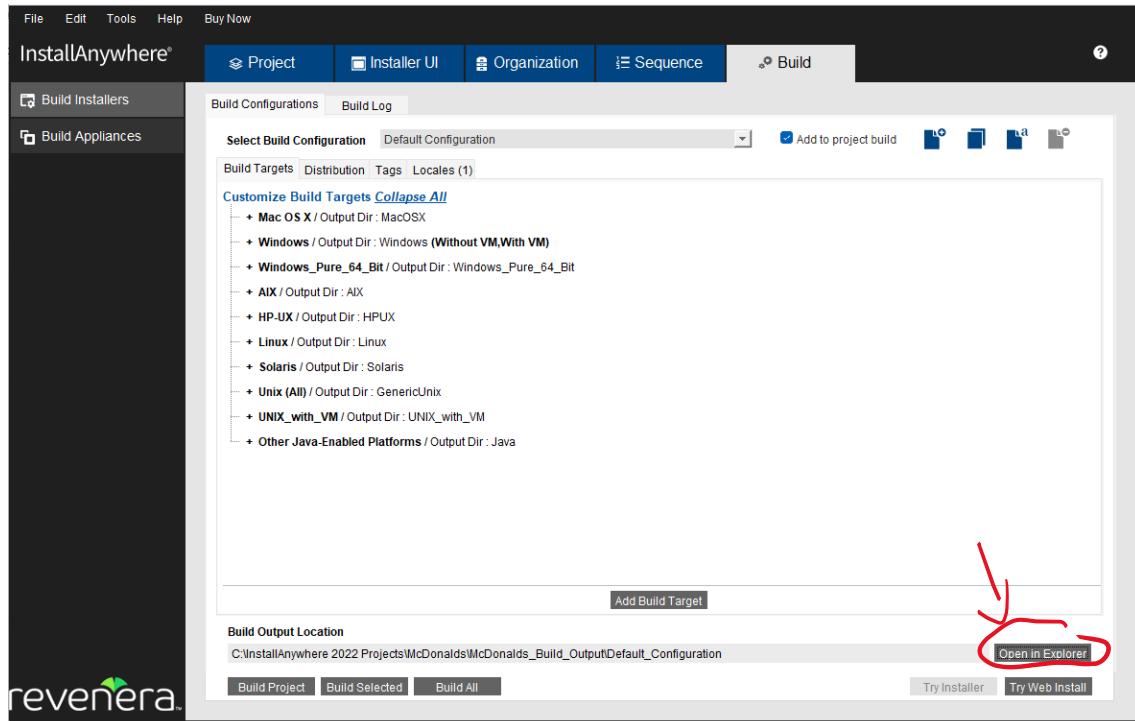 File Edit Tools Help Buy Now
InstallAnywhere®
Project Installer UI Organization Sequence Build ?
Build Installers
Build Appliances
Build Configurations Build Log
Select Build Configuration Default Configuration Add to project build a
Build Targets Distribution Tags Locales (1)
Customize Build Targets Collapse All
+ Mac OS X / Output Dir : MacOSX
+ Windows / Output Dir : Windows (Without VM,With VM)
+ Windows_Pure_64_Bit / Output Dir : Windows_Pure_64_Bit
+ AIX / Output Dir : AIX
+ HP-UX / Output Dir : HPUX
+ Linux / Output Dir : Linux
+ Solaris / Output Dir : Solaris
+ Unix (All) / Output Dir : GenericUnix
+ UNIX_with_VM / Output Dir : UNIX_with_VM
+ Other Java-Enabled Platforms / Output Dir : Java
Add Build Target
Build Output Location
C:\InstallAnywhere 2022 Projects\McDonalds\McDonalds_Build_Output\Default_Configuration Open in Explorer
Build Project Build Selected Build All Try Installer Try Web Install
revenera